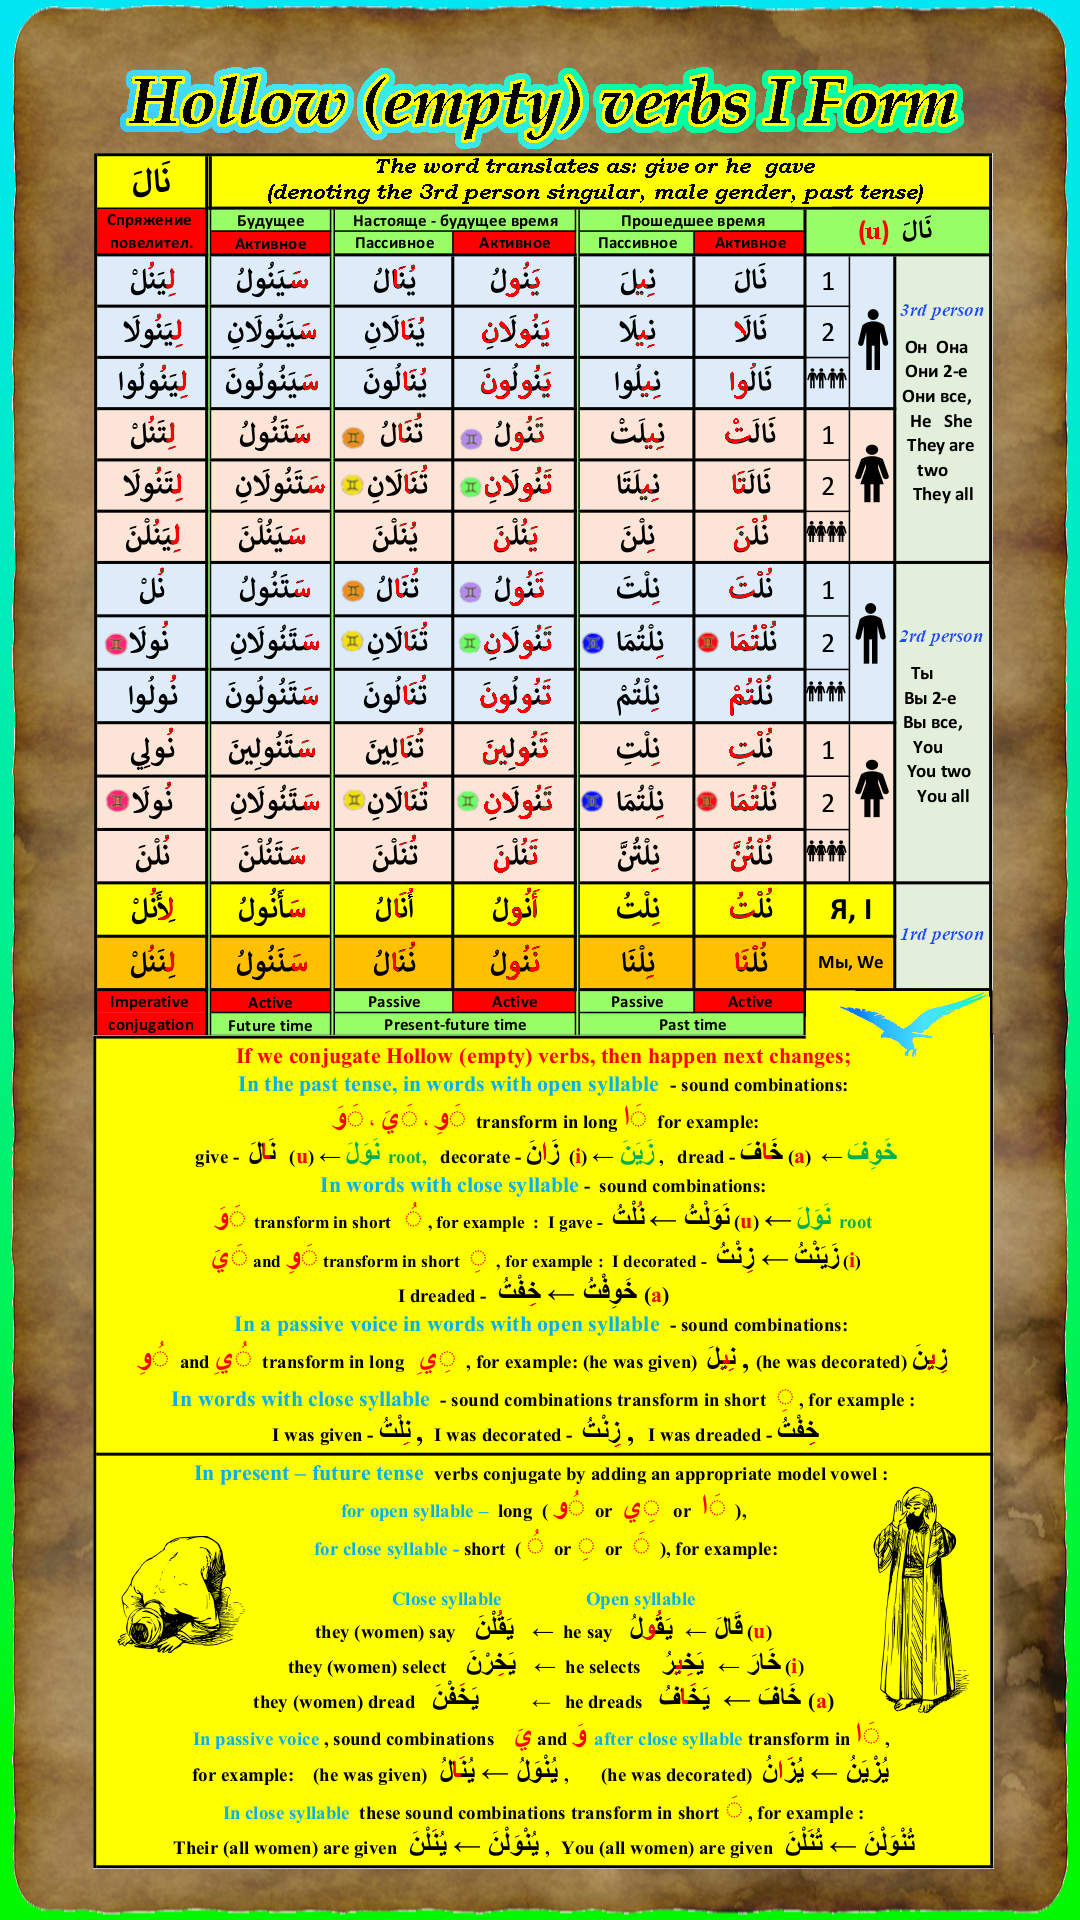 Hollow (empty) verbs I Form
نَالَ The word translates as: give or he gave
(denoting the 3rd person singular, male gender, past tense)
Спряжение Будущее Настояще - будущее время Прошедшее время (u) نَالَ
повелител. Активное Пассивное Активное Пассивное Активное
لِيَنُلْ سَيَنُولُ يُنَالُ يَنُولُ نِيلَ نَالَ 1
3rd person
لِيَنُولَا سَيَنُولَانِ يُنَالَانِ يَنُولَانِ نِيلَا نَالَا 2
Он Она
Они 2-е
لِيَنُولُوا سَيَنُولُونَ يُنَالُونَ يَنُولُونَ نِيلُوا نَالُوا
Они все,
He She
لِتَنُلْ سَتَنُولُ تُنَالُ تَنُولُ نِيلَتْ نَالَتْ 1
They are
two
لِتَنُولَا سَتَنُولَانِ تُنَالَانِ تَنُولَانِ نِيلَتَا نَالَتَا 2
They all
لِيَنُلْنَ سَيَنُلْنَ يُنَلْنَ يَنُلْنَ نِلْنَ نُلْنَ
نُلْ سَتَنُولُ تُنَالُ تَنُولُ نِلْتَ نُلْتَ 1
نُولَا سَتَنُولَانِ تُنَالَانِ تَنُولَانِ نِلْتُمَا نُلْتُمَا 2
2rd person
Ты
نُولُوا سَتَنُولُونَ تُنَالُونَ تَنُولُونَ نِلْتُمْ نُلْتُمْ
Вы 2-е
Вы все,
نُولِي سَتَنُولِينَ تُنَالِينَ تَنُولِينَ نِلْتِ نُلْتِ 1
You
You two
نُولَا سَتَنُولَانِ تُنَالَانِ تَنُولَانِ نِلْتُمَا نُلْتُمَا 2
You all
نُلْنَ سَتَنُلْنَ تُنَلْنَ تَنُلْنَ نِلْتُنَّ نُلْتُنَّ
لِأَنُلْ سَأَنُولُ أُنَالُ أَنُولُ نِلْتُ نُلْتُ Я, I
1rd person
لِنَنُلْ سَنَنُولُ نُنَالُ نَنُولُ نِلْنَا نُلْنَا Мы, We
Imperative Active Passive Active Passive Active
conjugation Future time Present-future time Past time
If we conjugate Hollow (empty) verbs, then happen next changes;
In the past tense, in words with open syllable - sound combinations:
◌َوَ ، ◌َيَ ، ◌َوِ transform in long ◌َا for example:
give - نَالَ (u) ← نَوَلَ root, decorate - زَانَ (i) ← زَيَنَ , dread - خَافَ (a) ← خَوِفَ
In words with close syllable - sound combinations:
◌َوَ transform in short ◌ُ , for example : I gave - نُلْتُ ← نَوَلْتُ (u) ← نَوَلَ root
◌َيَ and ◌َوِ transform in short ◌ِ , for example : I decorated - زِنْتُ ← زَيَنْتُ (i)
I dreaded - خِفْتُ ← خَوِفْتُ (a)
In a passive voice in words with open syllable - sound combinations:
◌ُوِ and ◌ُيِ transform in long ◌ِي , for example: (he was given) نِيلَ , (he was decorated) زِينَ
In words with close syllable - sound combinations transform in short ◌ِ , for example :
I was given - نِلْتُ , I was decorated - زِنْتُ , I was dreaded - خِفْتُ
In present – future tense verbs conjugate by adding an appropriate model vowel :
for open syllable – long ( ◌ُو or ◌ِي or ◌َا ),
for close syllable - short ( ◌ُ or ◌ِ or ◌َ ), for example:
Close syllable Open syllable
they (women) say يَقُلْنَ ← he say يَقُولُ ← قَالَ (u)
they (women) select يَخِرْنَ ← he selects يَخِيرُ ← خَارَ (i)
they (women) dread يَخَفْنَ ← he dreads يَخَافُ ← خَافَ (a)
In passive voice , sound combinations يَ and وَ after close syllable transform in ◌َا ,
for example: (he was given) يُنَالُ ← يُنْوَلُ , (he was decorated) يُزَانُ ← يُزْيَنُ
In close syllable these sound combinations transform in short ◌َ , for example :
Their (all women) are given يُنَلْنَ ← يُنْوَلْنَ , You (all women) are given تُنَلْنَ ← تُنْوَلْنَ